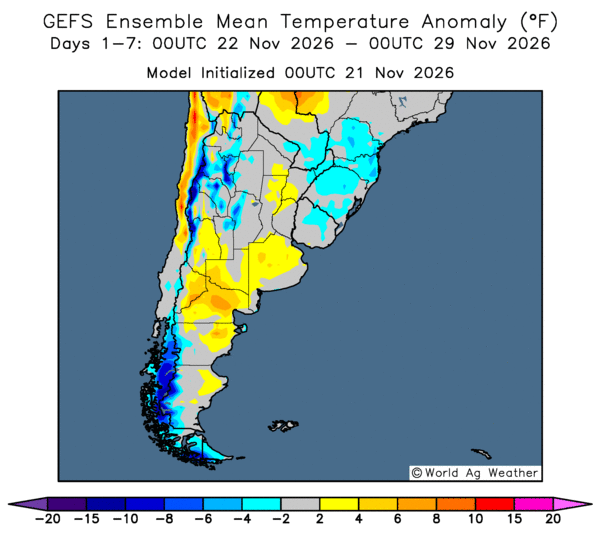 GEFS Ensemble Mean Temperature Anomaly (°F)
Days 1−7: 00UTC 22 Nov 2026 − 00UTC 29 Nov 2026
Model Initialized 00UTC 21 Nov 2026
©World Ag Weather
−20 −15 −10 −8 −6 −4 −2 2 4 6 8 10 15 20